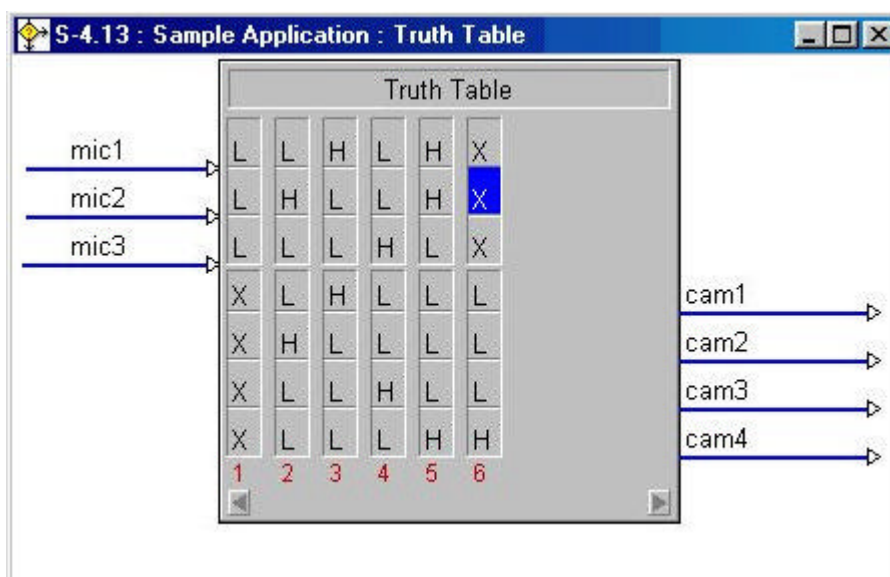 S-4.13 : Sample Application : Truth Table
Truth Table
mic1 L L H L H X
mic2 L H L L H X
mic3 L L L H L X
X L H L L L cam1
X H L L L L cam2
X L L H L L cam3
X L L L H H cam4
1 2 3 4 5 6